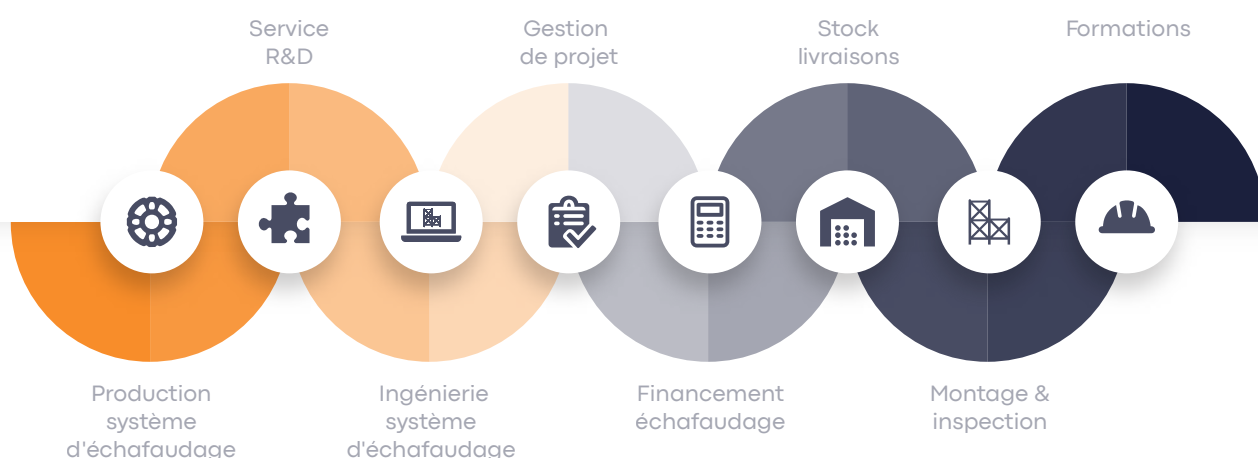 Service
R&D
Gestion
de projet
Stock
livraisons
Formations
Production
système
d'échafaudage
Ingénierie
système
d'échafaudage
Financement
échafaudage
Montage &
inspection